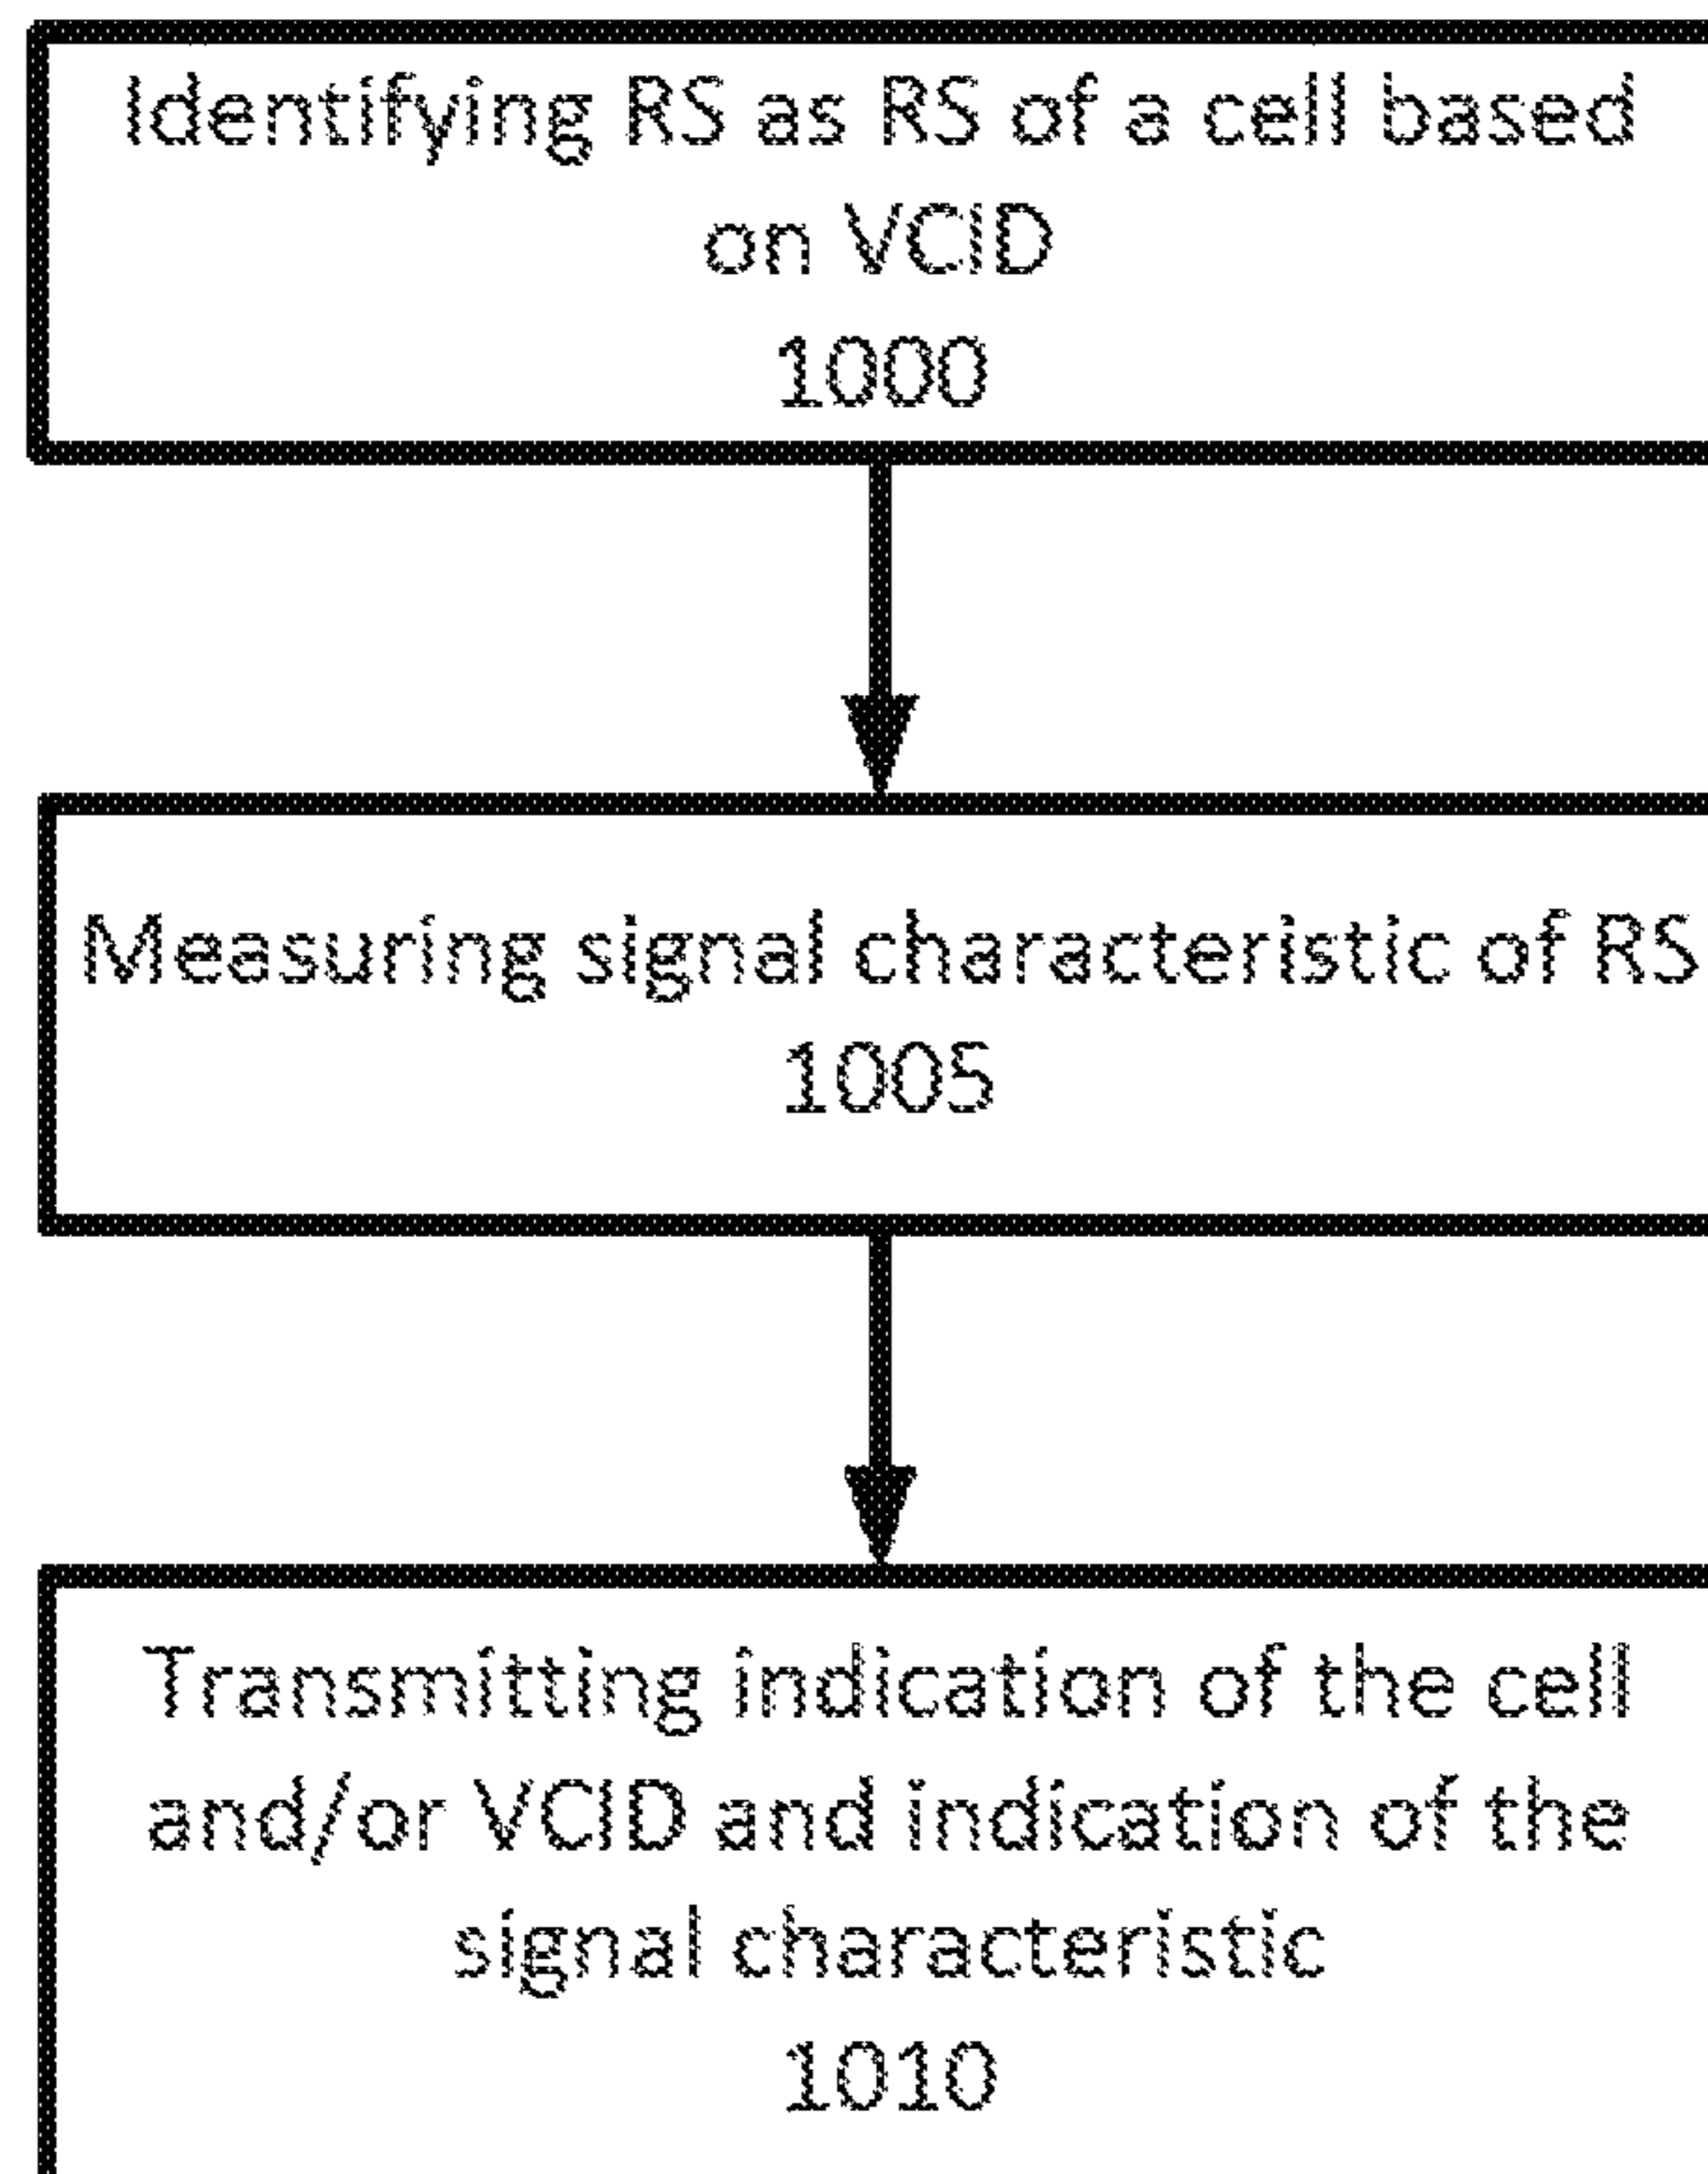 Identifying RS as RS of a cell based
on VCID
1000
Measuring signal characteristic of RS
1005
Transmitting indication of the cell
and/or VCID and indication of the
signal characteristic
1010